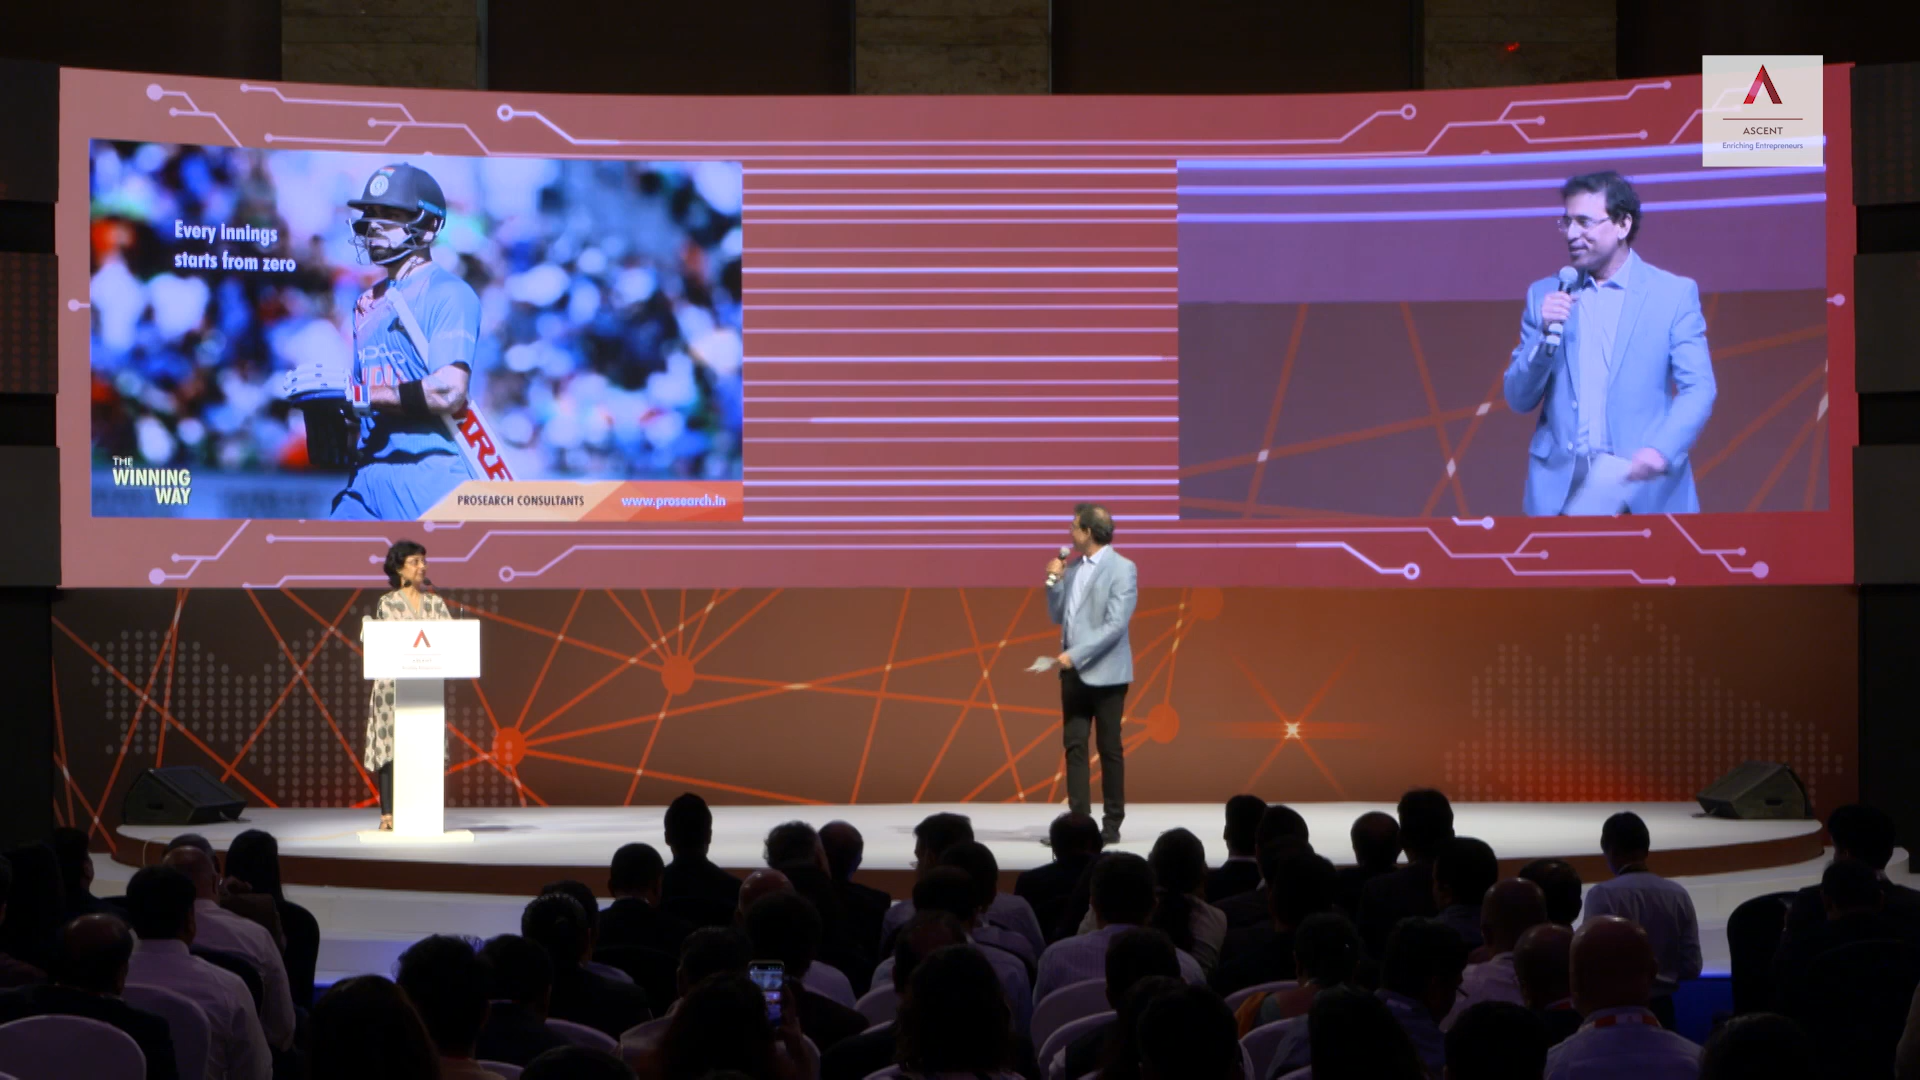 Every innings
starts from zero
THE
WINNING
WAY
PROSEARCH CONSULTANTS
www.prosearch.in
ASCENT
Enriching Entrepreneurs